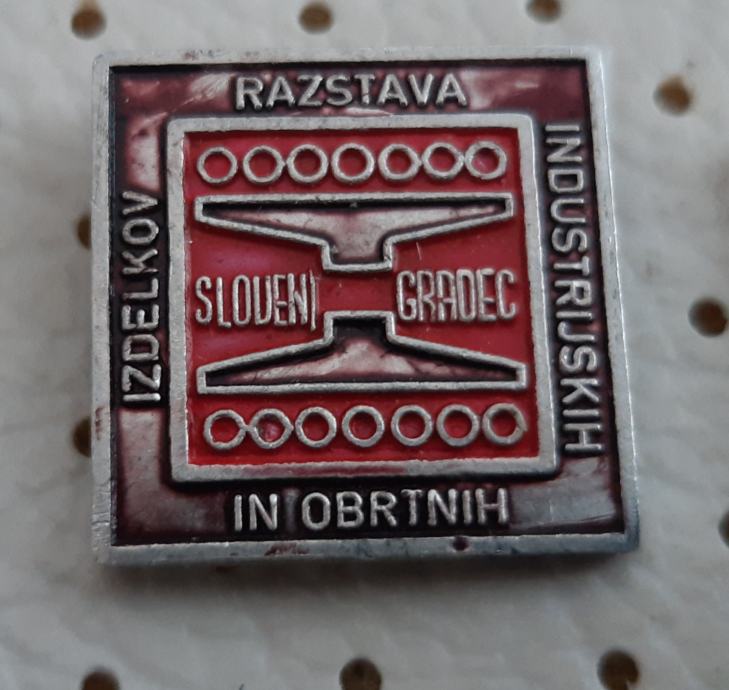 RAZSTAVA
INDUSTRIJSKIH
IN OBRTNIH
IZDELKOV
SLOVENJ GRADEC